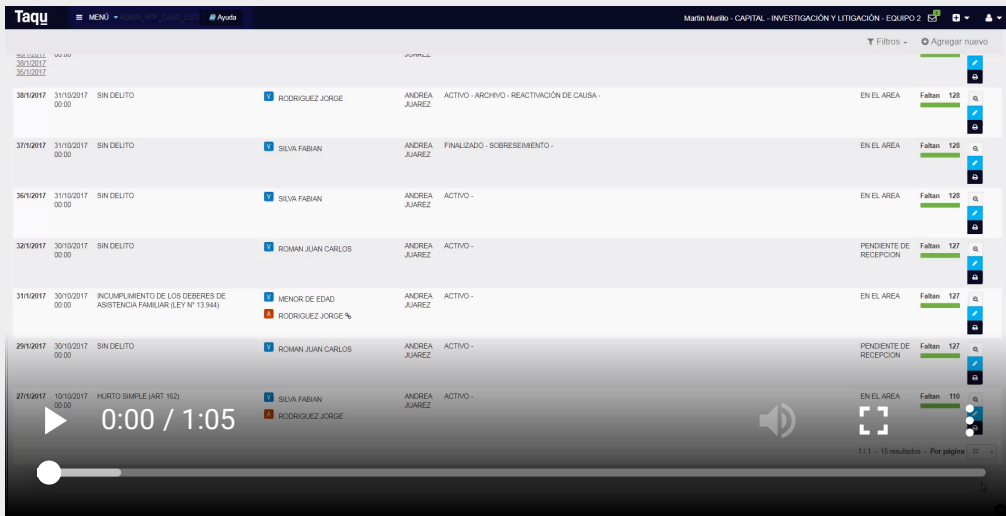 Taqu
MENÚ
Ayuda
Martin Murillo - CAPITAL - INVESTIGACIÓN Y LITIGACIÓN - EQUIPO 2
Filtros
Agregar nuevo
38/1/2017
35/1/2017
38/1/2017 31/10/2017 SIN DELITO V RODRIGUEZ JORGE ANDREA ACTIVO - ARCHIVO - REACTIVACIÓN DE CAUSA - EN EL AREA Faltan 128
00:00 JUAREZ
37/1/2017 31/10/2017 SIN DELITO V SILVA FABIAN ANDREA FINALIZADO - SOBRESEIMIENTO - EN EL AREA Faltan 128
00:00 JUAREZ
36/1/2017 31/10/2017 SIN DELITO V SILVA FABIAN ANDREA ACTIVO - EN EL AREA Faltan 128
00:00 JUAREZ
32/1/2017 30/10/2017 SIN DELITO V ROMAN JUAN CARLOS ANDREA ACTIVO - PENDIENTE DE Faltan 127
00:00 JUAREZ RECEPCION
31/1/2017 30/10/2017 INCUMPLIMIENTO DE LOS DEBERES DE V MENOR DE EDAD ANDREA ACTIVO - EN EL AREA Faltan 127
00:00 ASISTENCIA FAMILIAR (LEY N° 13.944) A RODRIGUEZ JORGE JUAREZ
29/1/2017 30/10/2017 SIN DELITO V ROMAN JUAN CARLOS ANDREA ACTIVO - PENDIENTE DE Faltan 127
00:00 JUAREZ RECEPCION
27/1/2017 10/10/2017 HURTO SIMPLE (ART 162) V SILVA FABIAN ANDREA ACTIVO - EN EL AREA Faltan 110
00:00 A RODRIGUEZ JORGE JUAREZ
0:00 / 1:05
1 / 1 - 15 resultados - Por página